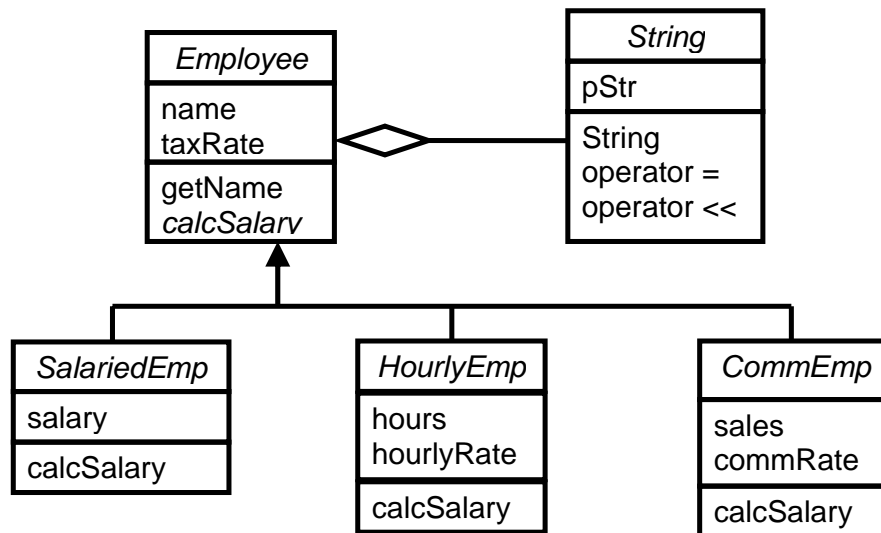 Employee
name
taxRate
getName
calcSalary
String
pStr
String
operator =
operator <<
SalariedEmp
salary
calcSalary
HourlyEmp
hours
hourlyRate
calcSalary
CommEmp
sales
commRate
calcSalary